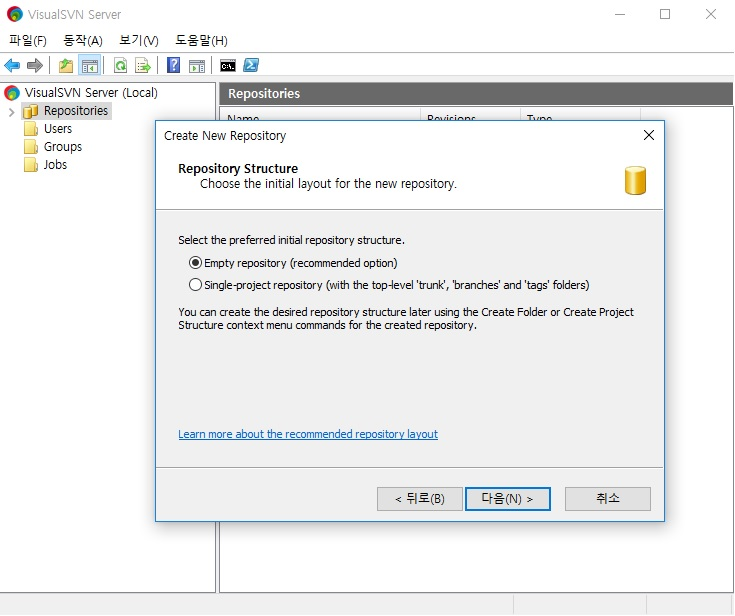 VisualSVN Server
파일(F) 동작(A) 보기(V) 도움말(H)
VisualSVN Server (Local)
Repositories
Users
Groups
Jobs
Repositories
Name Revisions Type
Create New Repository
Repository Structure
Choose the initial layout for the new repository.
Select the preferred initial repository structure.
Empty repository (recommended option)
Single-project repository (with the top-level 'trunk', 'branches' and 'tags' folders)
You can create the desired repository structure later using the Create Folder or Create Project
Structure context menu commands for the created repository.
Learn more about the recommended repository layout
< 뒤로(B) 다음(N) > 취소